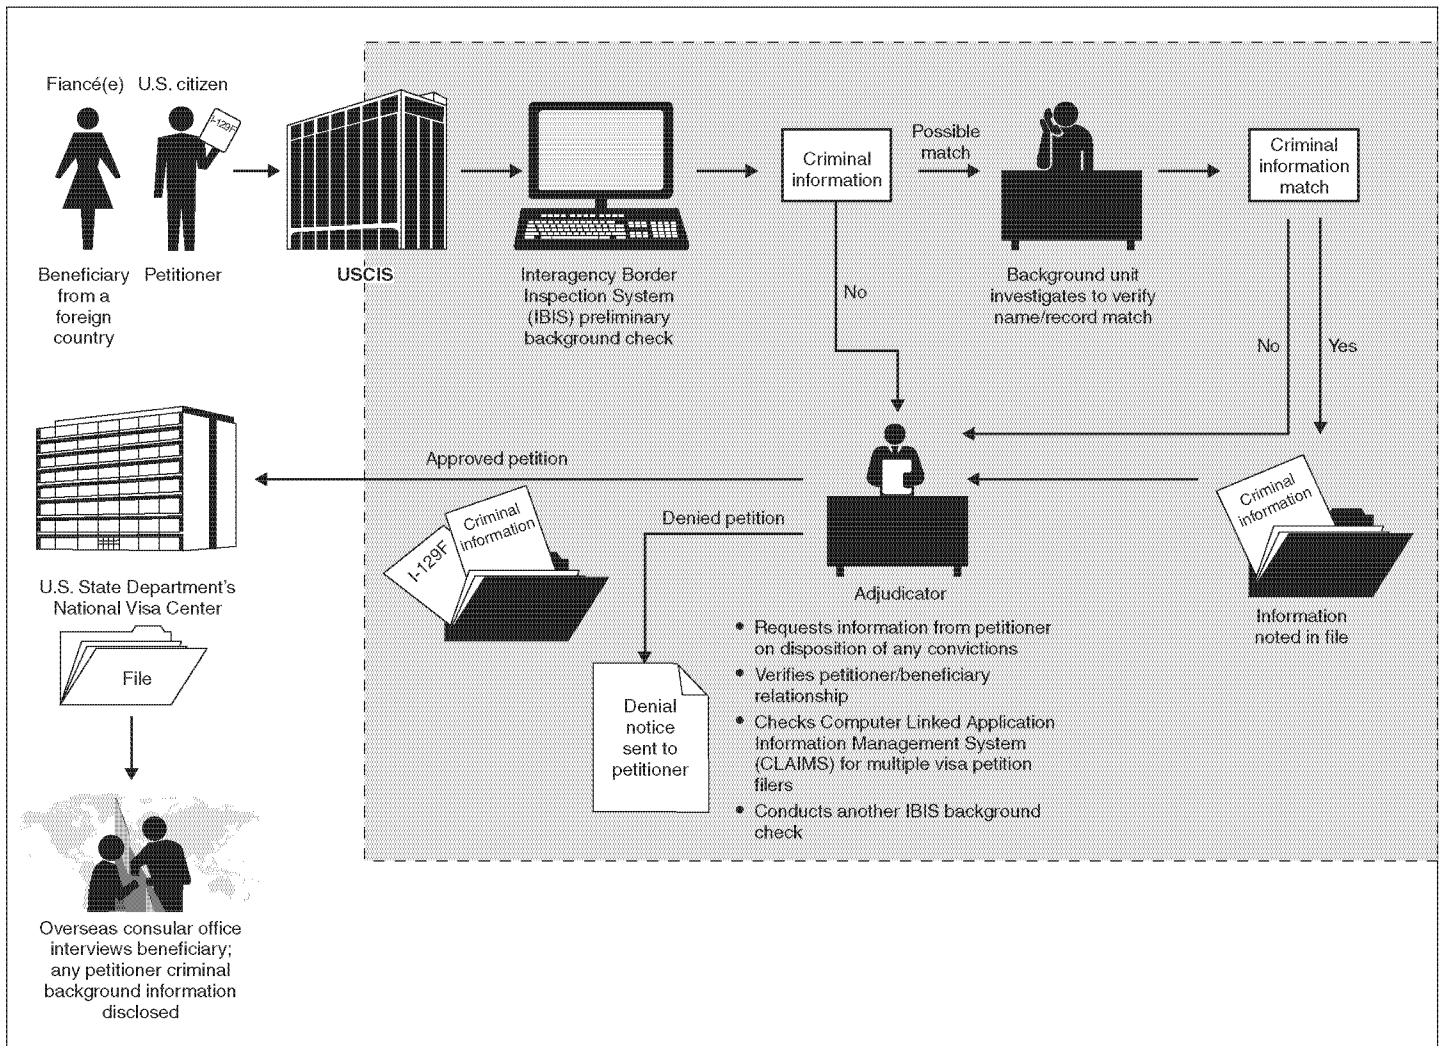 Fiancé(e)
U.S. citizen
I-129F
Beneficiary
from a
foreign
country
Petitioner
USCIS
Interagency Border
Inspection System
(IBIS) preliminary
background check
Criminal
information
Possible
match
No
Background unit
investigates to verify
name/record match
Criminal
information
match
No
Yes
Criminal
information
Information
noted in file
Adjudicator
• Requests information from petitioner
on disposition of any convictions
• Verifies petitioner/beneficiary
relationship
• Checks Computer Linked Application
Information Management System
(CLAIMS) for multiple visa petition
filers
• Conducts another IBIS background
check
Approved petition
Criminal
information
I-129F
Denied petition
Denial
notice
sent to
petitioner
U.S. State Department's
National Visa Center
File
Overseas consular office
interviews beneficiary;
any petitioner criminal
background information
disclosed